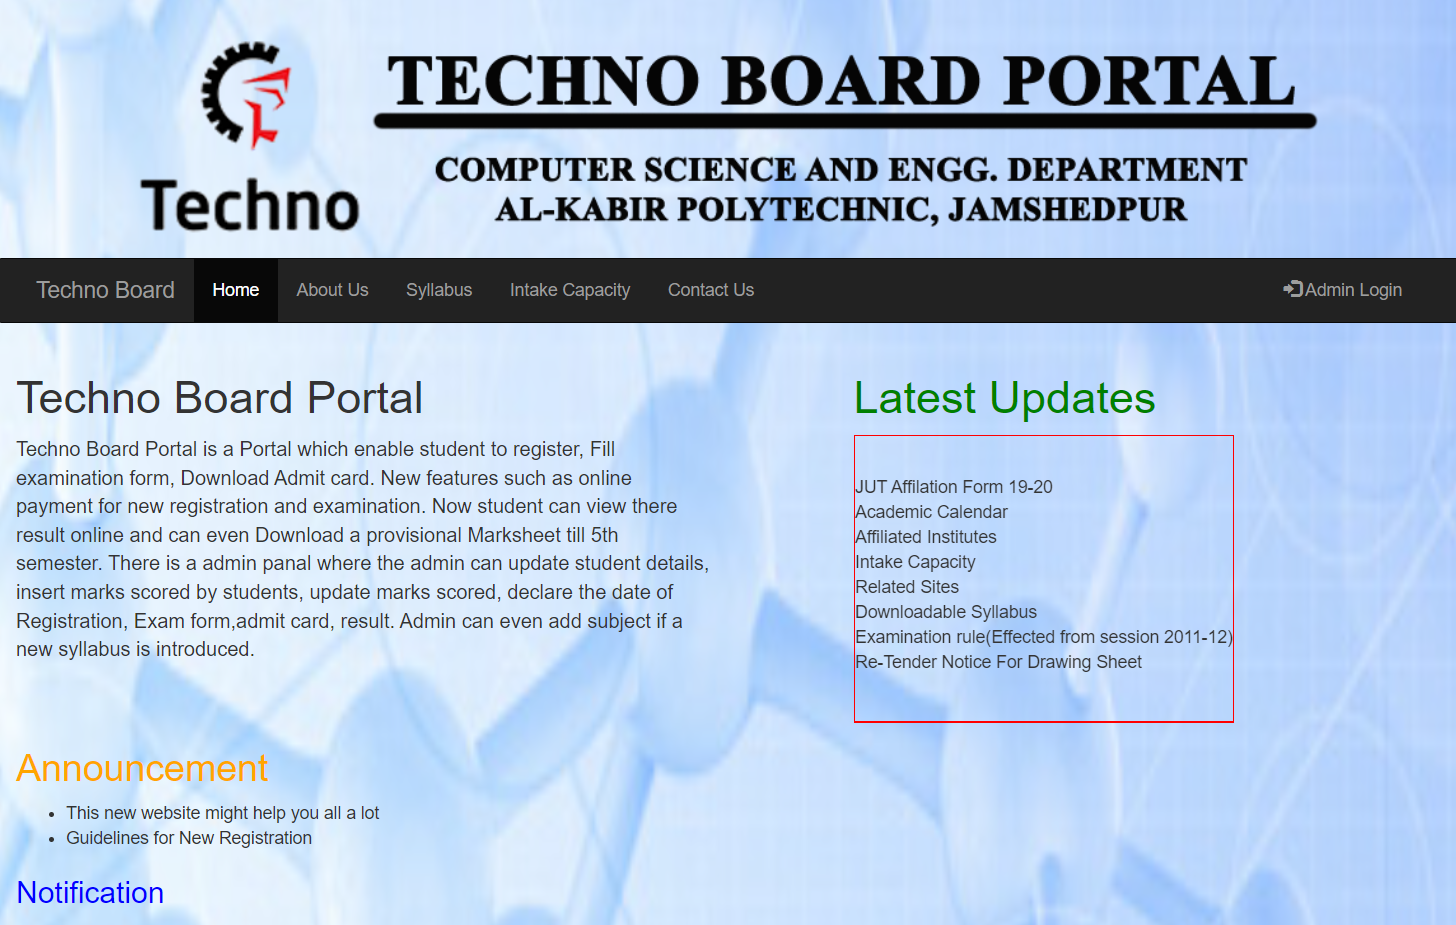 TECHNO BOARD PORTAL
COMPUTER SCIENCE AND ENGG. DEPARTMENT
AL-KABIR POLYTECHNIC, JAMSHEDPUR
Techno
Techno Board Home About Us Syllabus Intake Capacity Contact Us Admin Login
Techno Board Portal
Techno Board Portal is a Portal which enable student to register, Fill
examination form, Download Admit card. New features such as online
payment for new registration and examination. Now student can view there
result online and can even Download a provisional Marksheet till 5th
semester. There is a admin panal where the admin can update student details,
insert marks scored by students, update marks scored, declare the date of
Registration, Exam form,admit card, result. Admin can even add subject if a
new syllabus is introduced.
Latest Updates
JUT Affilation Form 19-20
Academic Calendar
Affiliated Institutes
Intake Capacity
Related Sites
Downloadable Syllabus
Examination rule(Effected from session 2011-12)
Re-Tender Notice For Drawing Sheet
Announcement
• This new website might help you all a lot
• Guidelines for New Registration
Notification